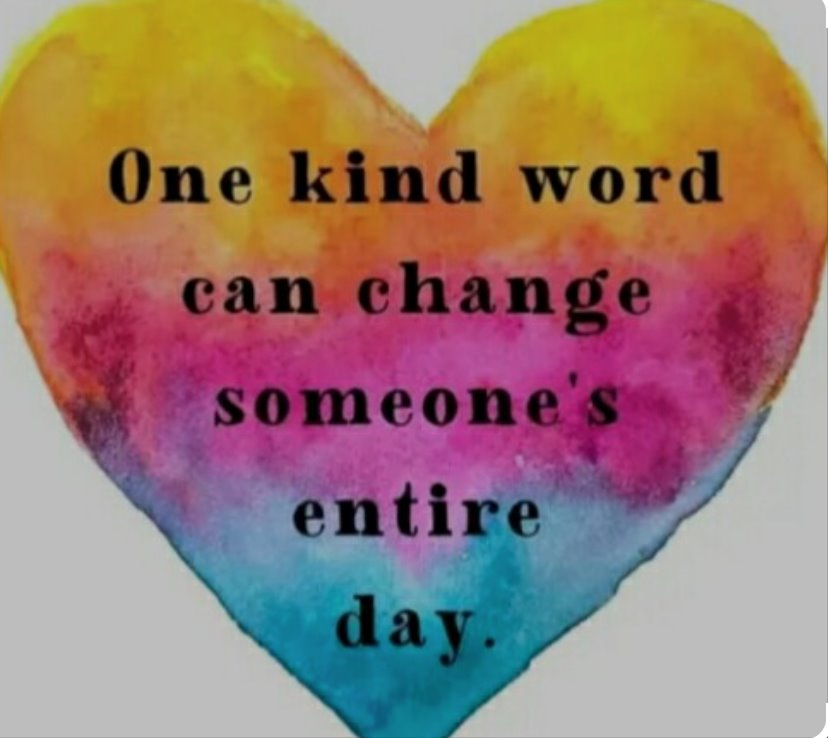 One kind word
can change
someone's
entire
day.